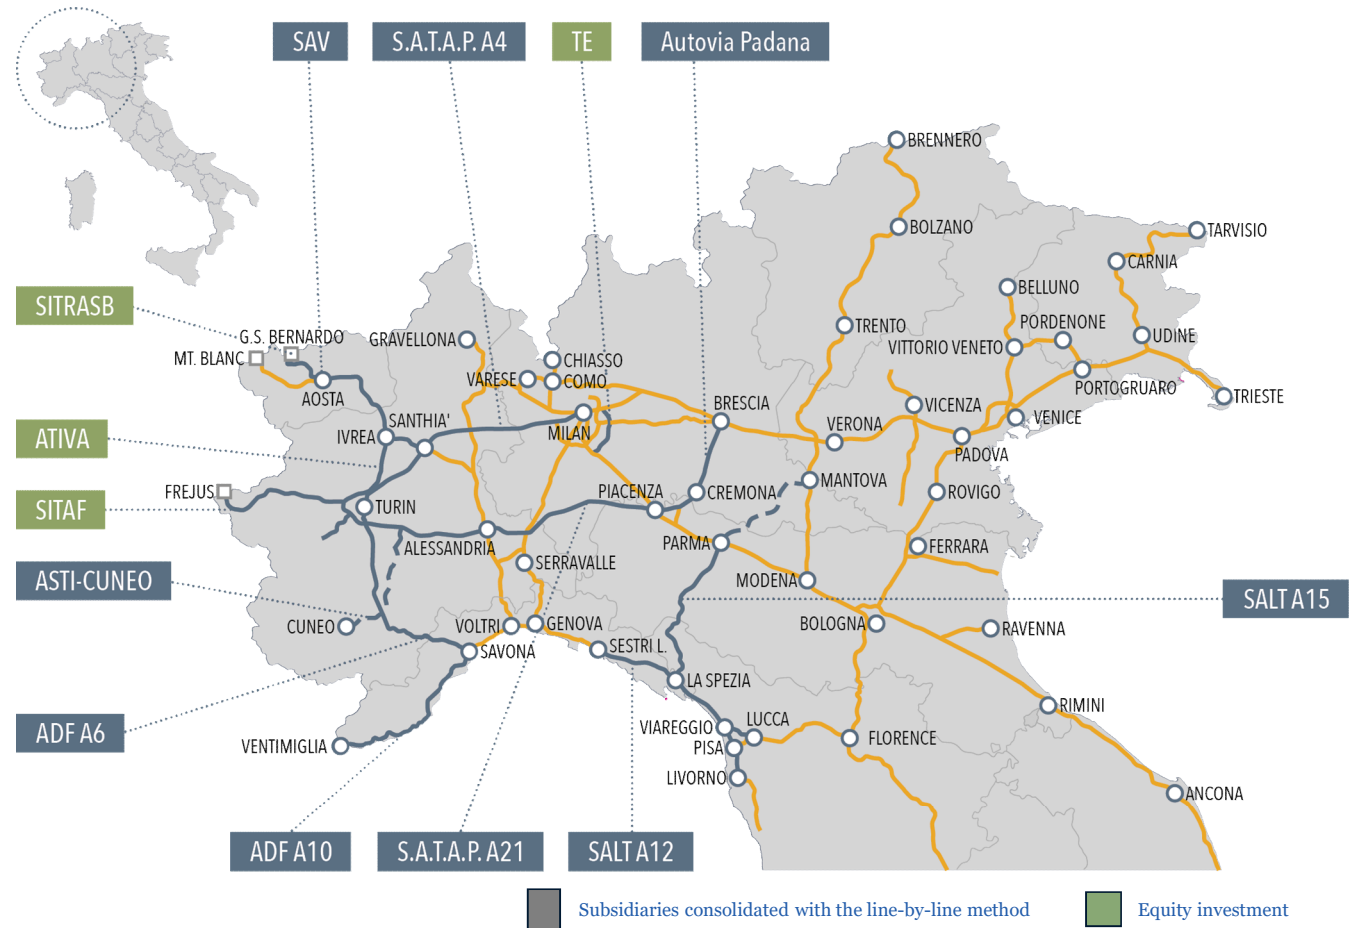 SAV
S.A.T.A.P. A4
TE
Autovia Padana
BRENNERO
BOLZANO
TARVISIO
CARNIA
BELLUNO
SITRASB
G.S. BERNARDO
GRAVELLONA
TRENTO
PORDENONE
UDINE
MT. BLANC
CHIASSO
VITTORIO VENETO
VARESE
COMO
PORTOGRUARO
AOSTA
TRIESTE
BRESCIA
VICENZA
SANTHIA'
VENICE
ATIVA
IVREA
MILAN
VERONA
PADOVA
FREJUS
PIACENZA
CREMONA
MANTOVA
ROVIGO
SITAF
TURIN
ALESSANDRIA
PARMA
FERRARA
SERRAVALLE
ASTI-CUNEO
MODENA
SALT A15
CUNEO
VOLTRI
GENOVA
BOLOGNA
RAVENNA
SAVONA
SESTRI L.
LA SPEZIA
RIMINI
ADF A6
VIAREGGIO
LUCCA
VENTIMIGLIA
PISA
FLORENCE
LIVORNO
ANCONA
ADF A10
S.A.T.A.P. A21
SALT A12
Subsidiaries consolidated with the line-by-line method
Equity investment